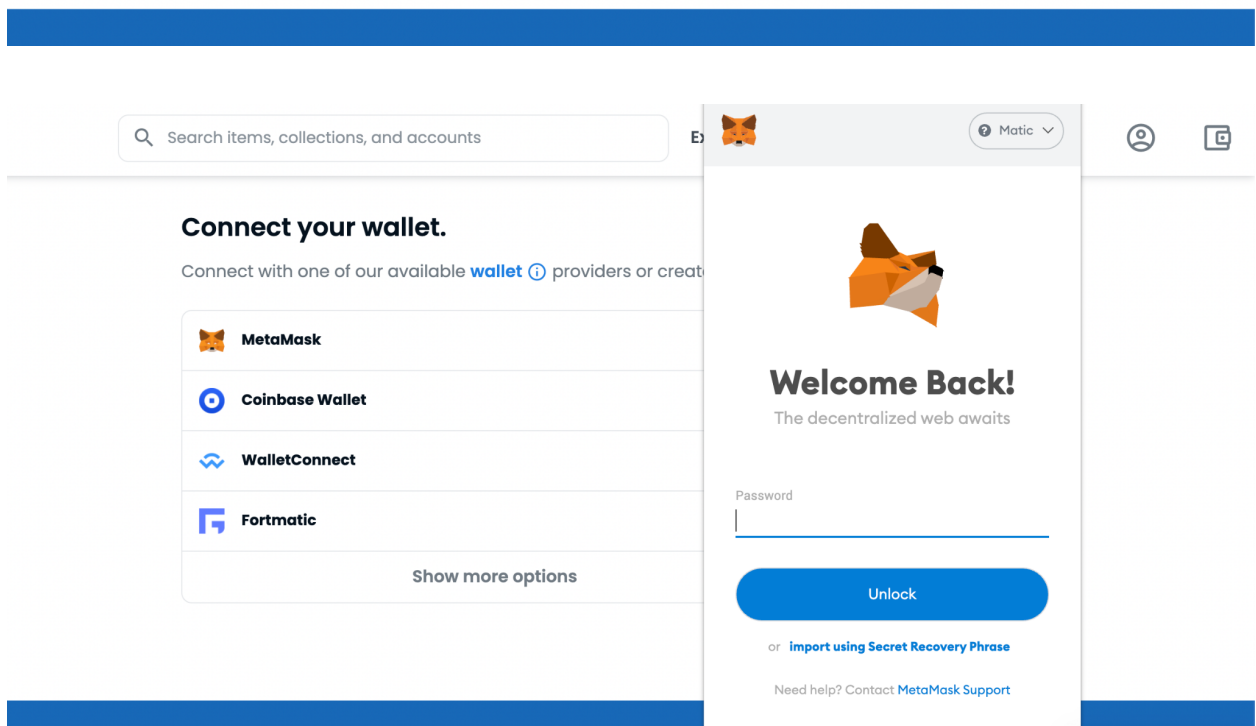 Search items, collections, and accounts
Ex
Matic
Connect your wallet.
Connect with one of our available wallet providers or creat
MetaMask
Coinbase Wallet
WalletConnect
Fortmatic
Show more options
Welcome Back!
The decentralized web awaits
Password
Unlock
or import using Secret Recovery Phrase
Need help? Contact MetaMask Support